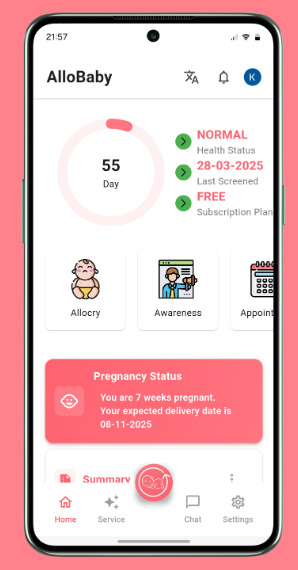 21:57
AlloBaby
K
55
Day
NORMAL
Health Status
28-03-2025
Last Screened
FREE
Subscription Plan
Allocry
Awareness
Appoint
Pregnancy Status
You are 7 weeks pregnant.
Your expected delivery date is
08-11-2025
Summary
Home
Service
Chat
Settings